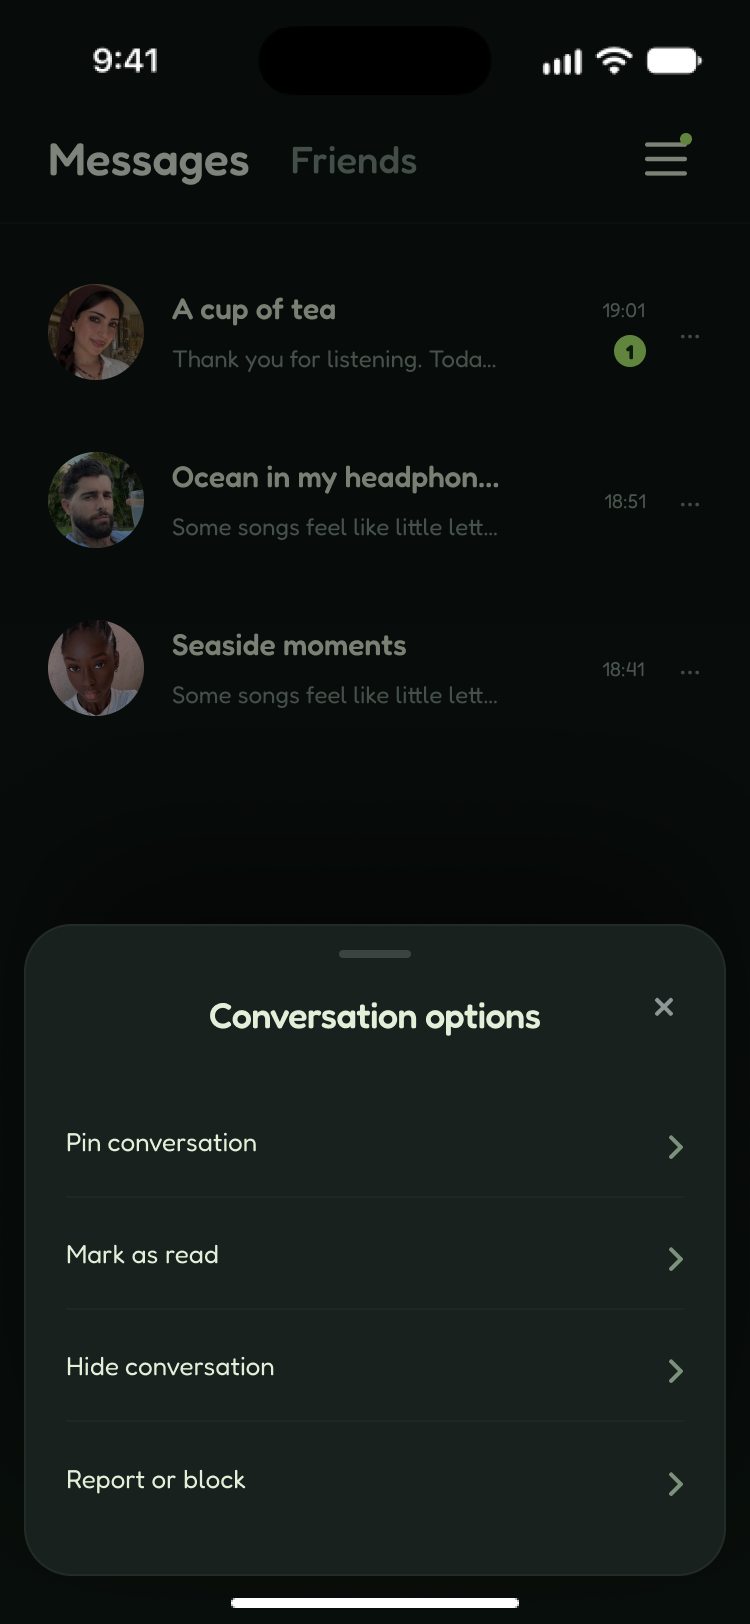 9:41
Messages Friends
A cup of tea
19:01
Thank you for listening. Toda...
1
Ocean in my headphon...
18:51
Some songs feel like little lett...
Seaside moments
18:41
Some songs feel like little lett...
Conversation options
Pin conversation
Mark as read
Hide conversation
Report or block